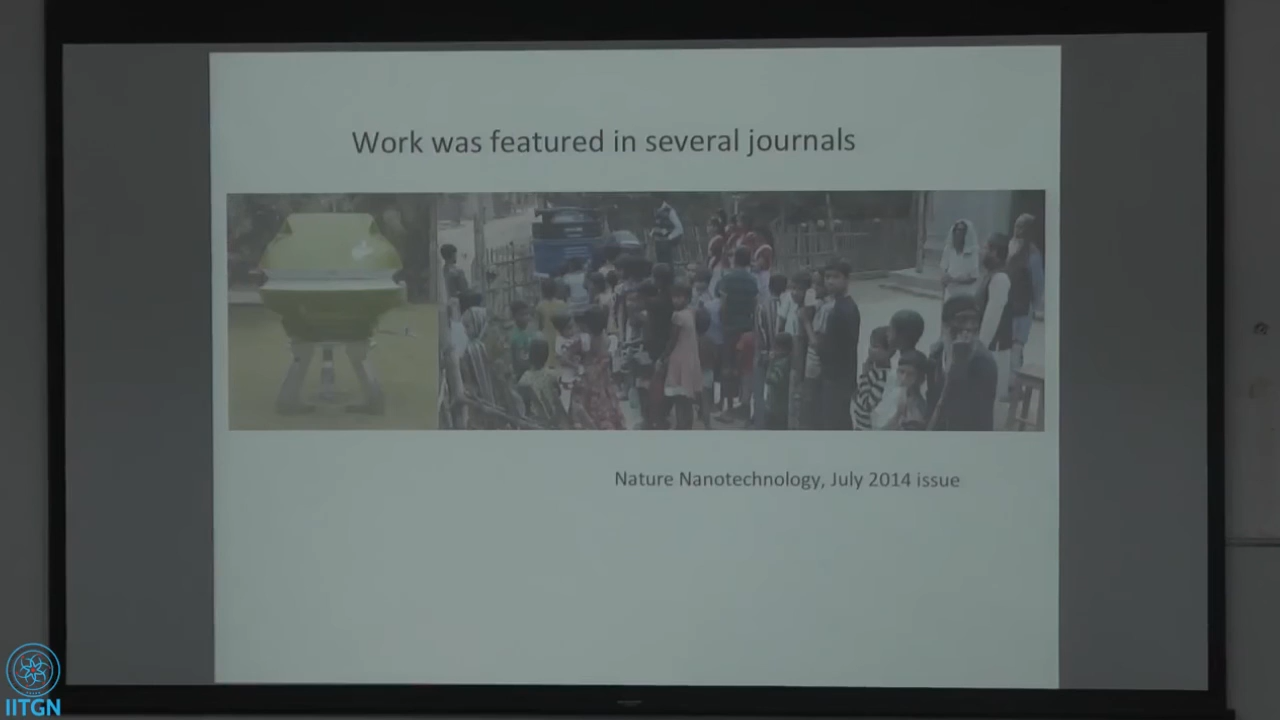 Work was featured in several journals
Nature Nanotechnology, July 2014 issue
IITGN